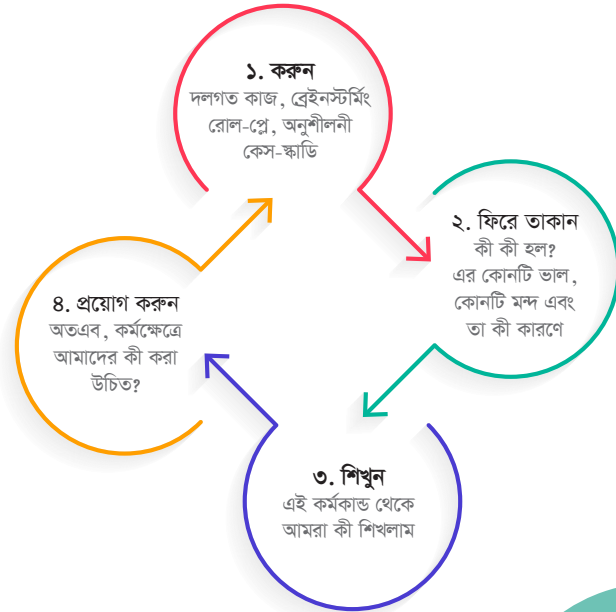 ১. করুন
দলগত কাজ, ব্রেইনস্টর্মিং
রোল-প্লে, অনুশীলনী
কেস-স্কাডি
২. ফিরে তাকান
কী কী হল?
এর কোনটি ভাল,
কোনটি মন্দ এবং
তা কী কারণে
৩. শিখুন
এই কর্মকান্ড থেকে
আমরা কী শিখলাম
৪. প্রয়োগ করুন
অতএব, কর্মক্ষেত্রে
আমাদের কী করা
উচিত?